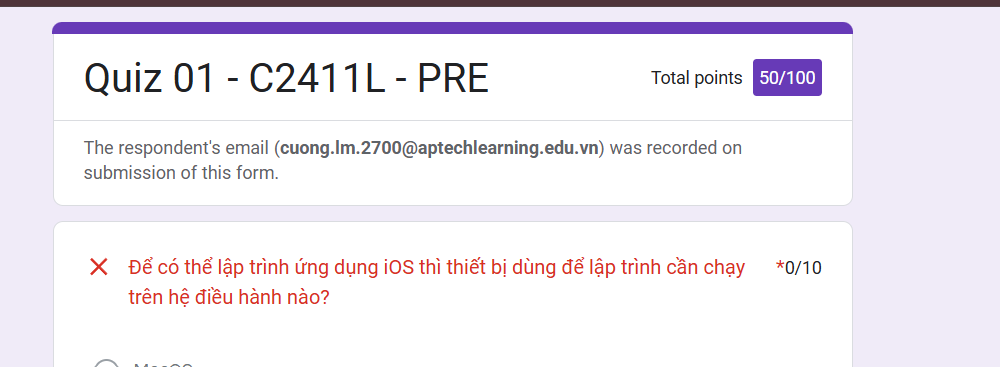 Quiz 01 - C2411L - PRE
Total points 50/100
The respondent's email (cuong.lm.2700@aptechlearning.edu.vn) was recorded on
submission of this form.
Để có thể lập trình ứng dụng iOS thì thiết bị dùng để lập trình cần chạy *0/10
trên hệ điều hành nào?
MacOS